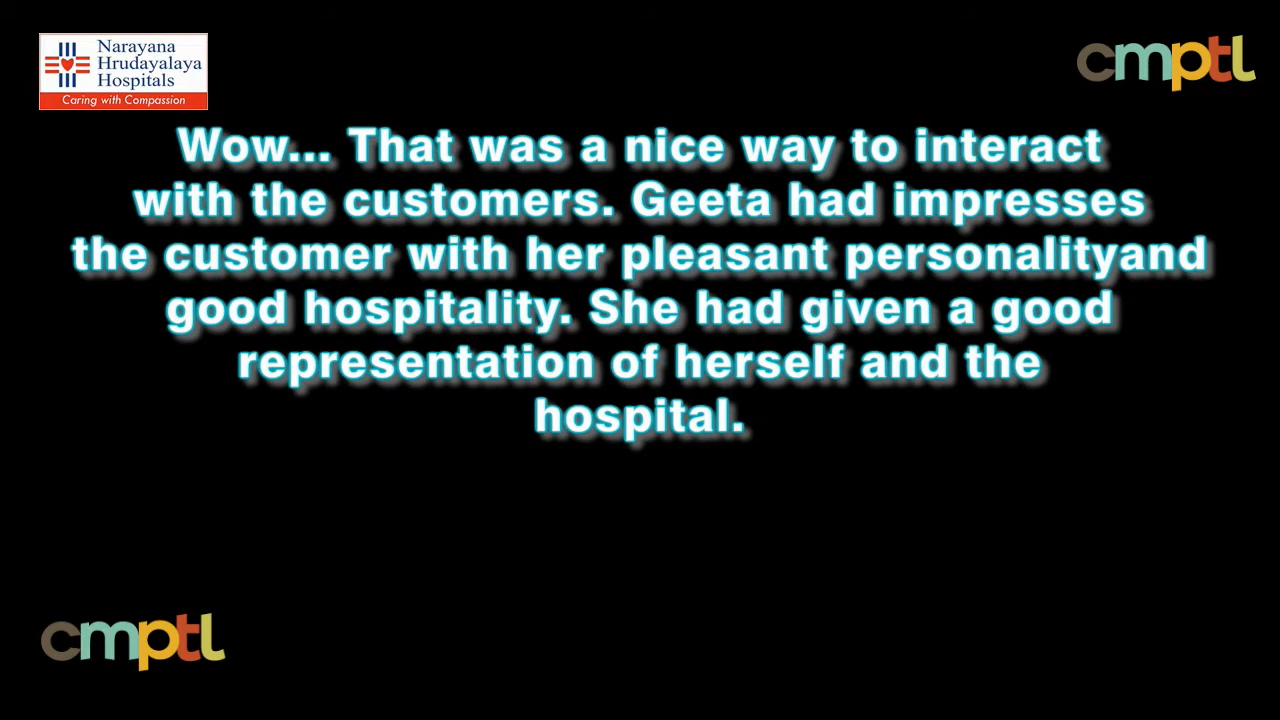 Narayana
Hrudayalaya
Hospitals
Caring with Compassion
cmptl
Wow... That was a nice way to interact
with the customers. Geeta had impresses
the customer with her pleasant personalityand
good hospitality. She had given a good
representation of herself and the
hospital.
cmptl